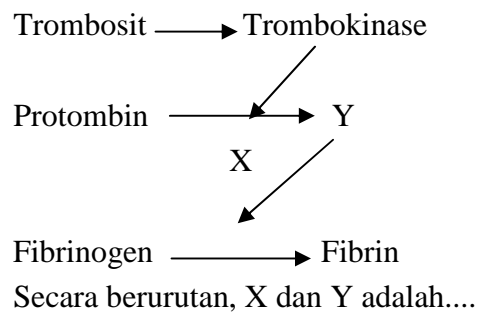 Trombosit Trombokinase
Protombin Y
X
Fibrinogen Fibrin
Secara berurutan, X dan Y adalah....